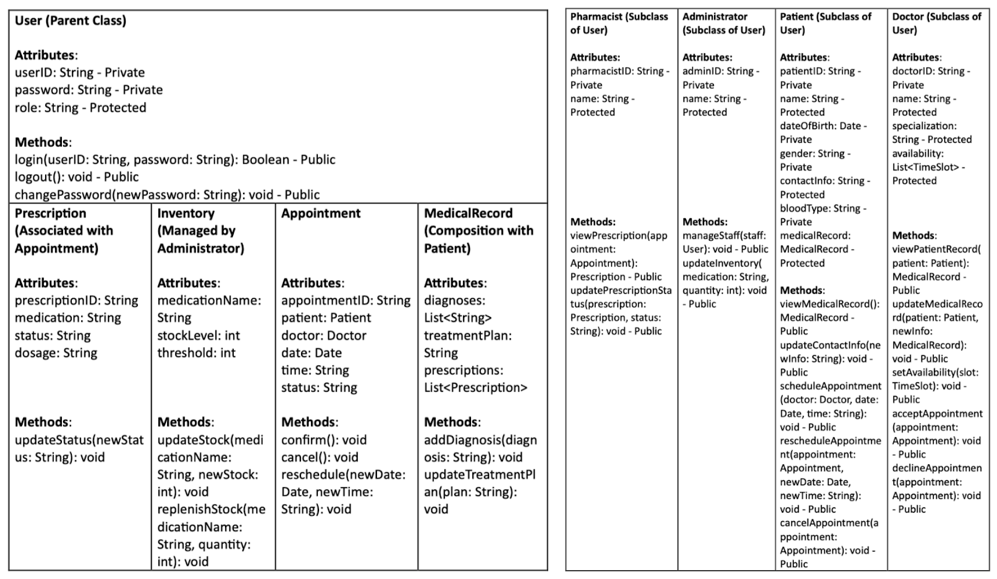 User (Parent Class)
Attributes:
userID: String - Private
password: String - Private
role: String - Protected
Methods:
login(userID: String, password: String): Boolean - Public
logout(): void - Public
changePassword(newPassword: String): void - Public
Prescription
(Associated with
Appointment)
Attributes:
prescriptionID: String
medication: String
status: String
dosage: String
Methods:
updateStatus(newStat
us: String): void
Inventory
(Managed by
Administrator)
Attributes:
medicationName:
String
stockLevel: int
threshold: int
Methods:
updateStock(medi
cationName:
String, newStock:
int): void
replenishStock(me
dicationName:
String, quantity:
int): void
Appointment
Attributes:
appointmentID: String
patient: Patient
doctor: Doctor
date: Date
time: String
status: String
Methods:
confirm(): void
cancel(): void
reschedule(newDate:
Date, newTime:
String): void
MedicalRecord
(Composition with
Patient)
Attributes:
diagnoses:
List<String>
treatmentPlan:
String
prescriptions:
List<Prescription>
Methods:
addDiagnosis(diagn
osis: String): void
updateTreatmentPl
an(plan: String):
void
Pharmacist (Subclass
of User)
Attributes:
pharmacistID: String -
Private
name: String -
Protected
Methods:
viewPrescription(app
ointment:
Appointment):
Prescription - Public
updatePrescriptionSta
tus(prescription:
Prescription, status:
String): void - Public
Administrator
(Subclass of User)
Attributes:
adminID: String -
Private
name: String -
Protected
Methods:
manageStaff(staff:
User): void - Public
updateInventory(
medication: String,
quantity: int): void
- Public
Patient (Subclass of
User)
Attributes:
patientID: String -
Private
name: String -
Protected
dateOfBirth: Date -
Private
gender: String -
Private
contactInfo: String -
Protected
bloodType: String -
Private
medicalRecord:
MedicalRecord -
Protected
Methods:
viewMedicalRecord():
MedicalRecord -
Public
updateContactInfo(ne
wInfo: String): void -
Public
scheduleAppointment
(doctor: Doctor, date:
Date, time: String):
void - Public
rescheduleAppointme
nt(appointment:
Appointment,
newDate: Date,
newTime: String):
void - Public
cancelAppointment(a
ppointment:
Appointment): void -
Public
Doctor (Subclass of
User)
Attributes:
doctorID: String -
Private
name: String -
Protected
specialization:
String - Protected
availability:
List<TimeSlot> -
Protected
Methods:
viewPatientRecord(
patient: Patient):
MedicalRecord -
Public
updateMedicalReco
rd(patient: Patient,
newInfo:
MedicalRecord):
void - Public
setAvailability(slot:
TimeSlot): void -
Public
acceptAppointment
(appointment:
Appointment): void
- Public
declineAppointmen
t(appointment:
Appointment): void
- Public